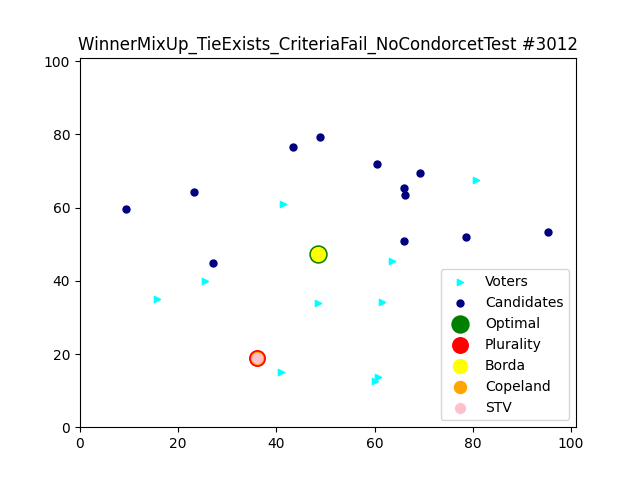 WinnerMixUp_TieExists_CriteriaFail_NoCondorcetTest #3012
100
80
60
40
20
0
0 20 40 60 80 100
Voters
Candidates
Optimal
Plurality
Borda
Copeland
STV